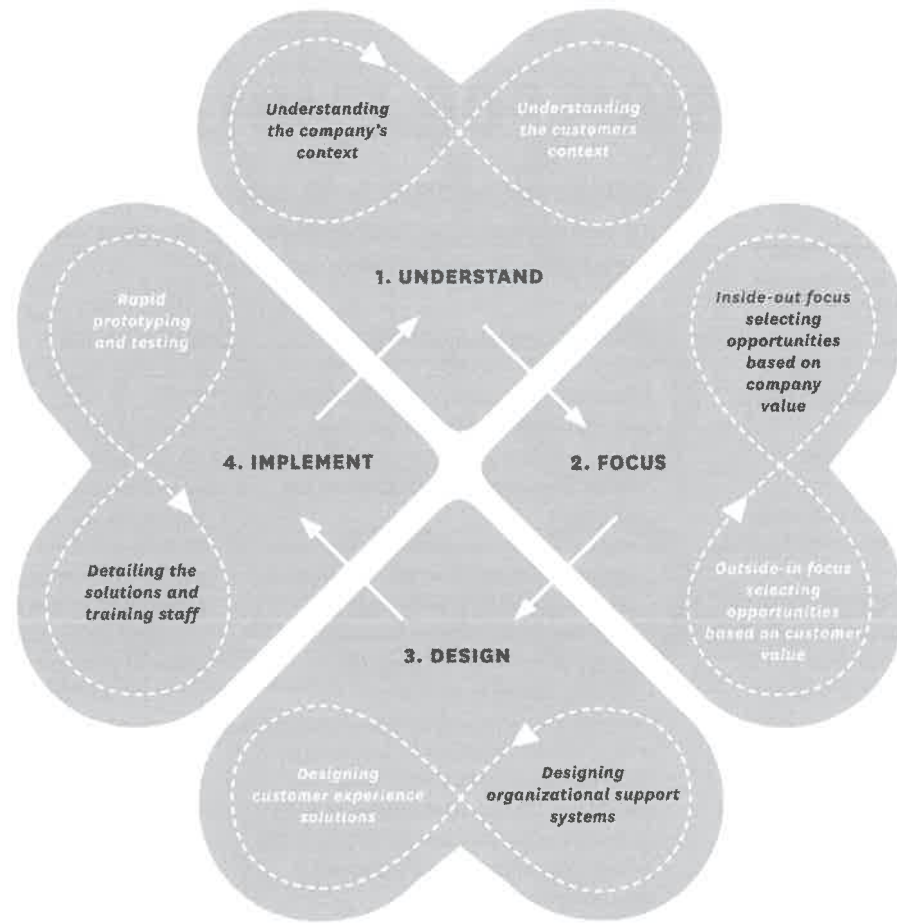 Understanding
the company's
context
Understanding
the customers
context
1. UNDERSTAND
Inside-out focus
selecting
opportunities
based on
company
value
2. FOCUS
Outside-in focus
selecting
opportunities
based on customer
value
3. DESIGN
Designing
organizational support
systems
Designing
customer experience
solutions
4. IMPLEMENT
Detailing the
solutions and
training staff
Rapid
prototyping
and testing